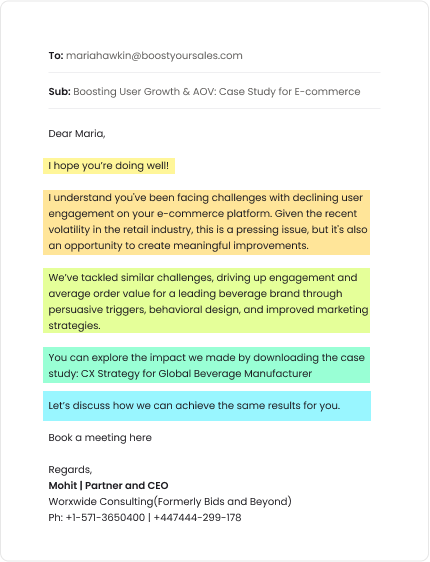 To: mariahawkin@boostyoursales.com
Sub: Boosting User Growth & AOV: Case Study for E-commerce
Dear Maria,
I hope you're doing well!
I understand you've been facing challenges with declining user
engagement on your e-commerce platform. Given the recent
volatility in the retail industry, this is a pressing issue, but it's also
an opportunity to create meaningful improvements.
We've tackled similar challenges, driving up engagement and
average order value for a leading beverage brand through
persuasive triggers, behavioral design, and improved marketing
strategies.
You can explore the impact we made by downloading the case
study: CX Strategy for Global Beverage Manufacturer
Let's discuss how we can achieve the same results for you.
Book a meeting here
Regards,
Mohit | Partner and CEO
Worxwide Consulting(Formerly Bids and Beyond)
Ph: +1-571-3650400 | +447444-299-178